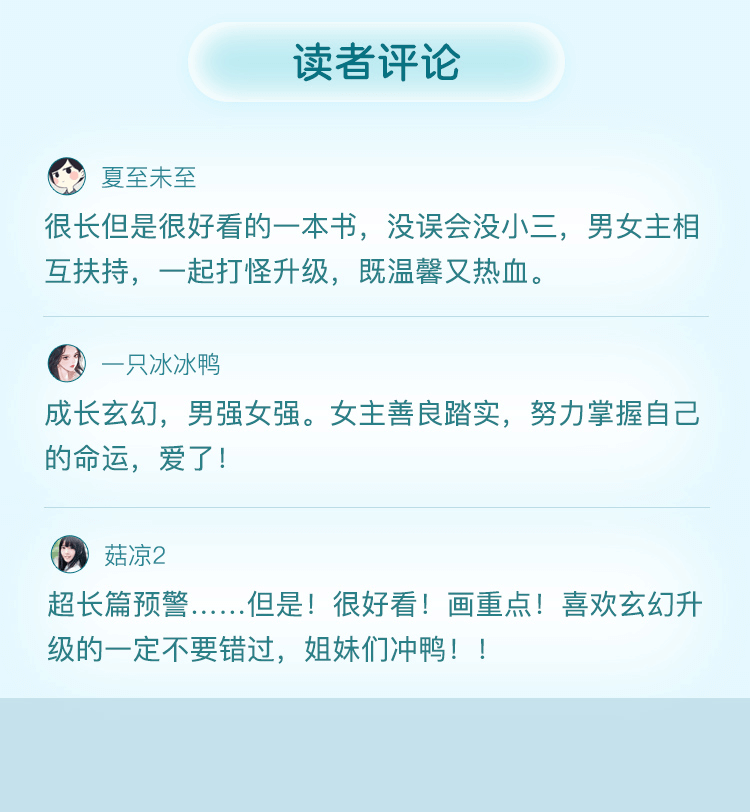 读者评论
夏至未至
很长但是很好看的一本书，没误会没小三，男女主相
互扶持，一起打怪升级，既温馨又热血。
一只冰冰鸭
成长玄幻，男强女强。女主善良踏实，努力掌握自己
的命运，爱了！
菇凉2
超长篇预警……但是！很好看！画重点！喜欢玄幻升
级的一定不要错过，姐妹们冲鸭！！